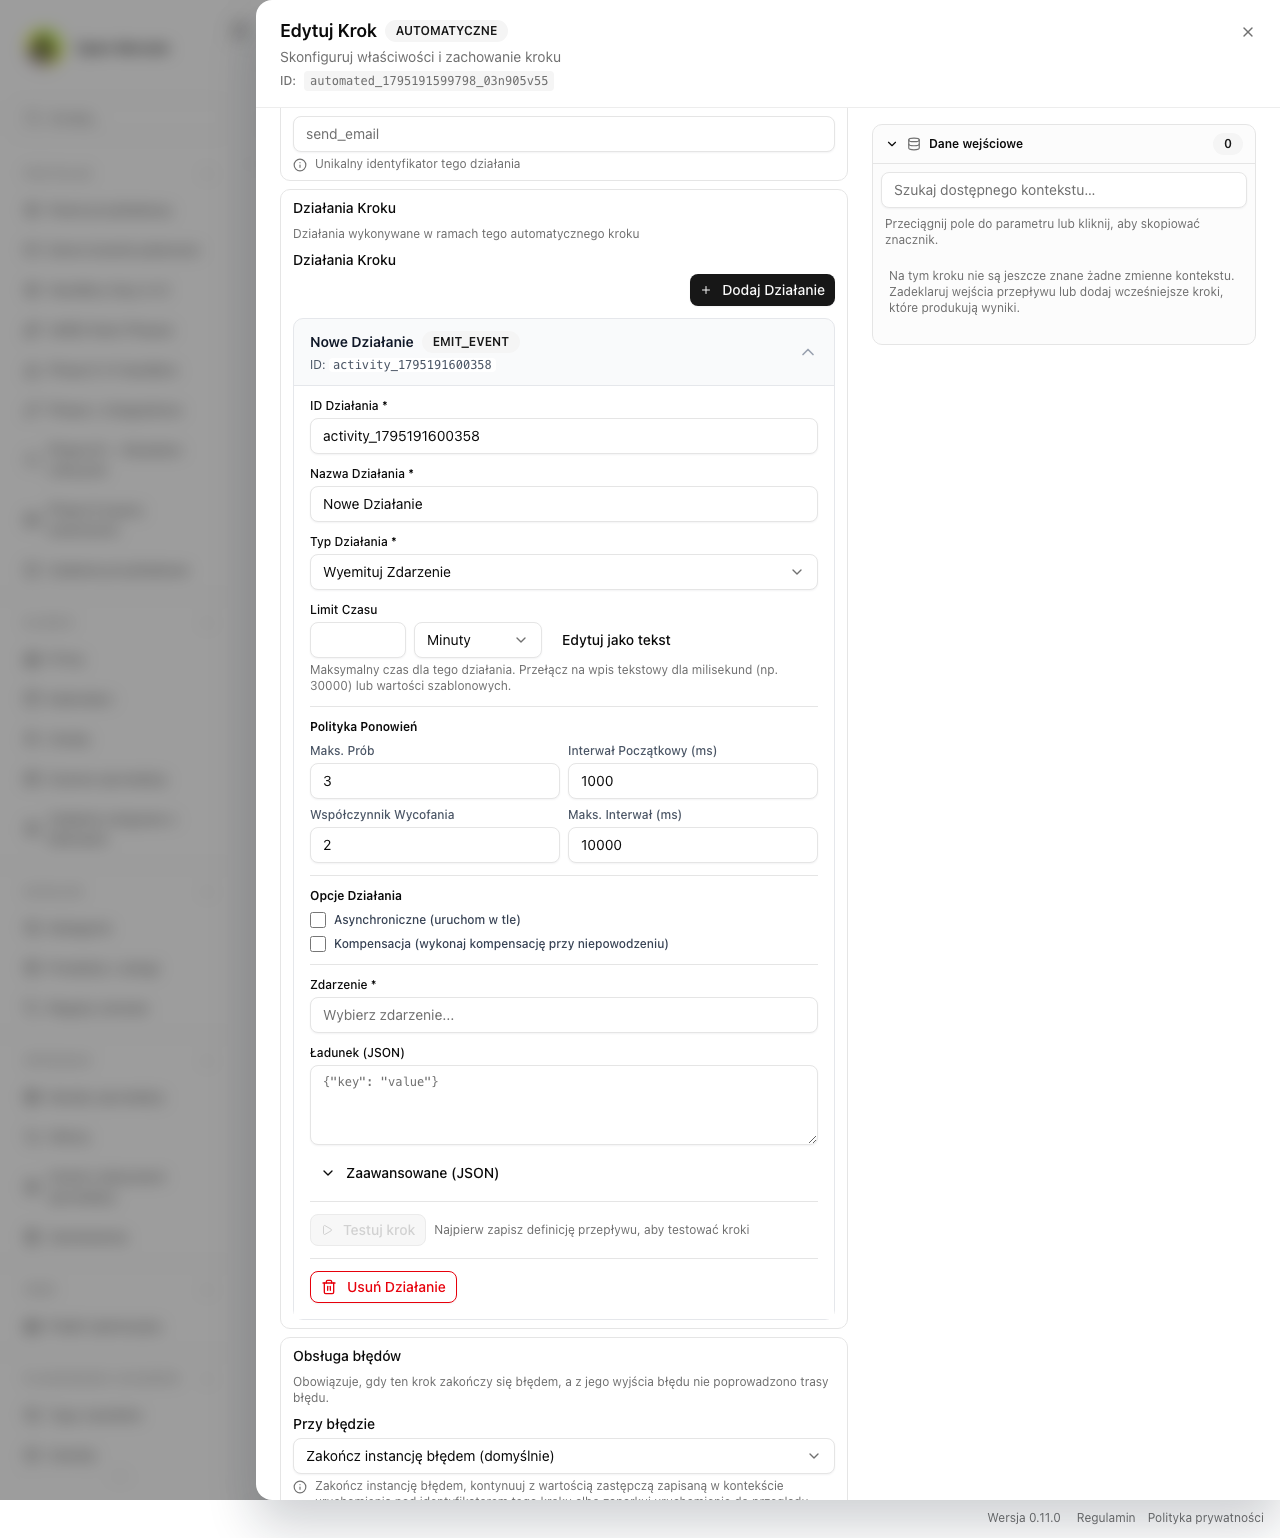 Edytuj Krok AUTOMATYCZNE
Skonfiguruj właściwości i zachowanie kroku
ID: automated_1795191599798_03n905v55
send_email
Unikalny identyfikator tego działania
Działania Kroku
Działania wykonywane w ramach tego automatycznego kroku
Działania Kroku
Dodaj Działanie
Nowe Działanie EMIT_EVENT
ID: activity_1795191600358
ID Działania *
activity_1795191600358
Nazwa Działania *
Nowe Działanie
Typ Działania *
Wyemituj Zdarzenie
Limit Czasu
Minuty Edytuj jako tekst
Maksymalny czas dla tego działania. Przełącz na wpis tekstowy dla milisekund (np.
30000) lub wartości szablonowych.
Polityka Ponowień
Maks. Prób Interwał Początkowy (ms)
3 1000
Współczynnik Wycofania Maks. Interwał (ms)
2 10000
Opcje Działania
Asynchroniczne (uruchom w tle)
Kompensacja (wykonaj kompensację przy niepowodzeniu)
Zdarzenie *
Wybierz zdarzenie...
Ładunek (JSON)
{"key": "value"}
Zaawansowane (JSON)
Testuj krok Najpierw zapisz definicję przepływu, aby testować kroki
Usuń Działanie
Obsługa błędów
Obowiązuje, gdy ten krok zakończy się błędem, a z jego wyjścia błędu nie poprowadzono trasy
błędu.
Przy błędzie
Zakończ instancję błędem (domyślnie)
Zakończ instancję błędem, kontynuuj z wartością zastępczą zapisaną w kontekście
Dane wejściowe 0
Szukaj dostępnego kontekstu...
Przeciągnij pole do parametru lub kliknij, aby skopiować
znacznik.
Na tym kroku nie są jeszcze znane żadne zmienne kontekstu.
Zadeklaruj wejścia przepływu lub dodaj wcześniejsze kroki,
które produkują wyniki.
Wersja 0.11.0 Regulamin Polityka prywatności